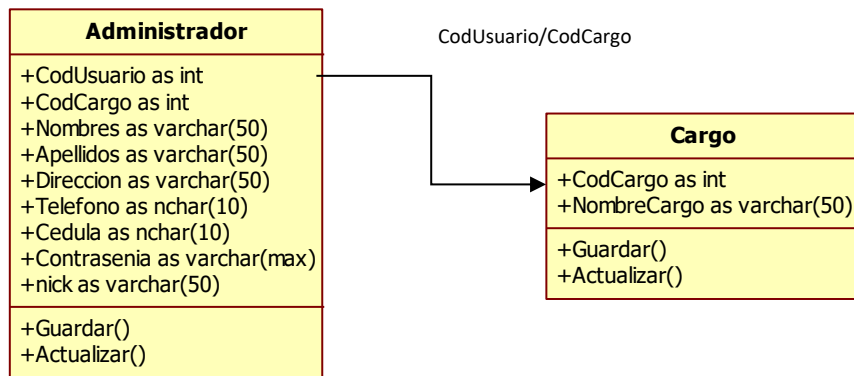 Administrador
+CodUsuario as int
+CodCargo as int
+Nombres as varchar(50)
+Apellidos as varchar(50)
+Direccion as varchar(50)
+Telefono as nchar(10)
+Cedula as nchar(10)
+Contrasenia as varchar(max)
+nick as varchar(50)
+Guardar()
+Actualizar()
CodUsuario/CodCargo
Cargo
+CodCargo as int
+NombreCargo as varchar(50)
+Guardar()
+Actualizar()